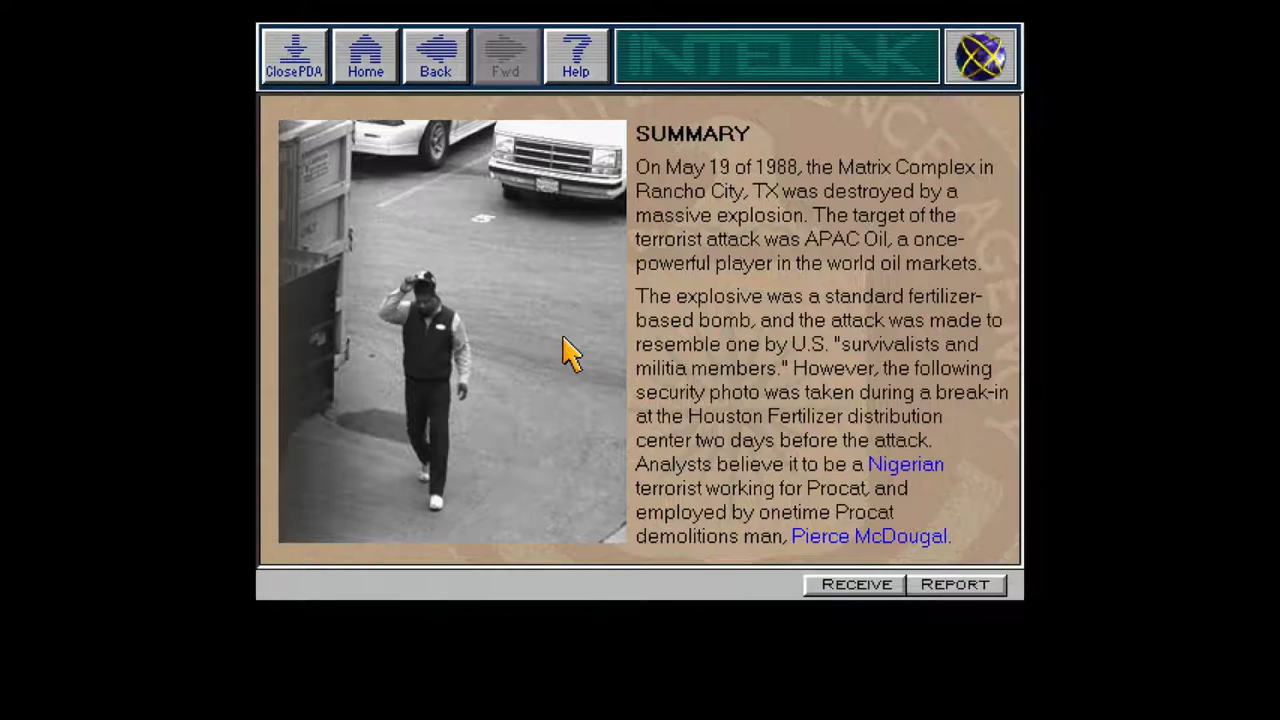 ClosePDA Home Back Fwd Help INTELINK
SUMMARY
On May 19 of 1988, the Matrix Complex in
Rancho City, TX was destroyed by a
massive explosion. The target of the
terrorist attack was APAC Oil, a once-
powerful player in the world oil markets.
The explosive was a standard fertilizer-
based bomb, and the attack was made to
resemble one by U.S. "survivalists and
militia members." However, the following
security photo was taken during a break-in
at the Houston Fertilizer distribution
center two days before the attack.
Analysts believe it to be a Nigerian
terrorist working for Procat, and
employed by onetime Procat
demolitions man, Pierce McDougal.
RECEIVE REPORT